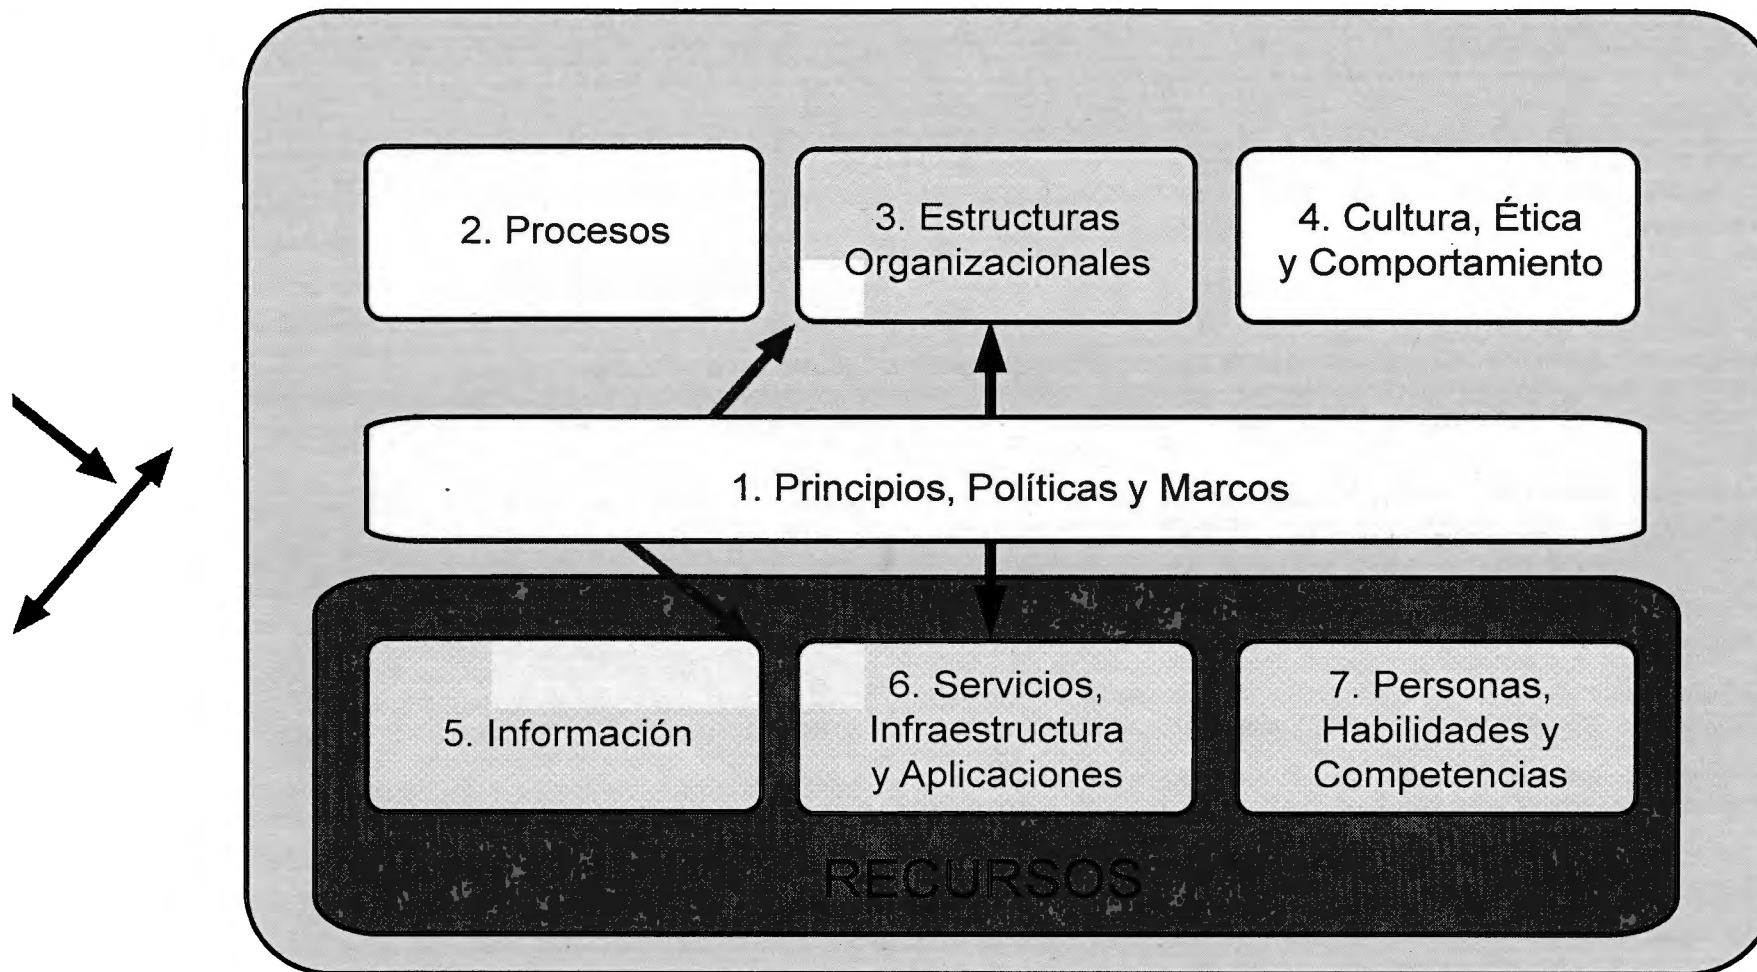 2. Procesos
3. Estructuras
Organizacionales
4. Cultura, Ética
y Comportamiento
1. Principios, Políticas y Marcos
5. Información
6. Servicios,
Infraestructura
y Aplicaciones
7. Personas,
Habilidades y
Competencias
RECURSOS